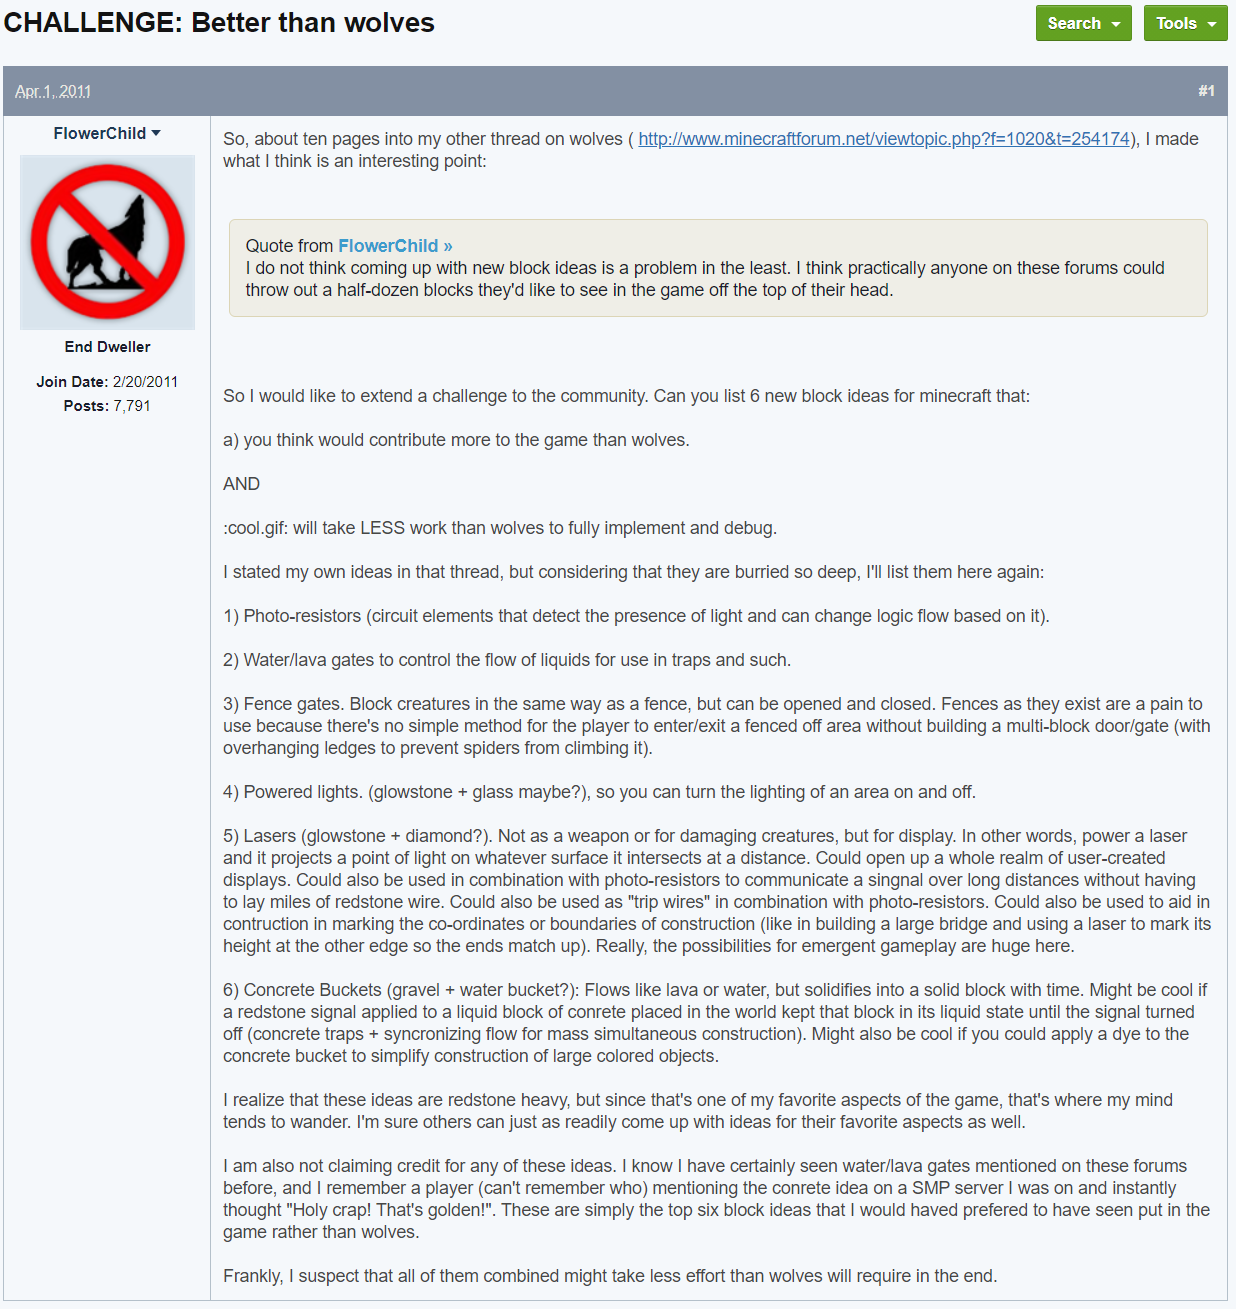 CHALLENGE: Better than wolves
Search
Tools
Apr 1, 2011
#1
FlowerChild
End Dweller
Join Date: 2/20/2011
Posts: 7,791
So, about ten pages into my other thread on wolves ( http://www.minecraftforum.net/viewtopic.php?f=1020&t=254174), I made
what I think is an interesting point:
Quote from FlowerChild »
I do not think coming up with new block ideas is a problem in the least. I think practically anyone on these forums could
throw out a half-dozen blocks they'd like to see in the game off the top of their head.
So I would like to extend a challenge to the community. Can you list 6 new block ideas for minecraft that:
a) you think would contribute more to the game than wolves.
AND
:cool.gif: will take LESS work than wolves to fully implement and debug.
I stated my own ideas in that thread, but considering that they are burried so deep, I'll list them here again:
1) Photo-resistors (circuit elements that detect the presence of light and can change logic flow based on it).
2) Water/lava gates to control the flow of liquids for use in traps and such.
3) Fence gates. Block creatures in the same way as a fence, but can be opened and closed. Fences as they exist are a pain to
use because there's no simple method for the player to enter/exit a fenced off area without building a multi-block door/gate (with
overhanging ledges to prevent spiders from climbing it).
4) Powered lights. (glowstone + glass maybe?), so you can turn the lighting of an area on and off.
5) Lasers (glowstone + diamond?). Not as a weapon or for damaging creatures, but for display. In other words, power a laser
and it projects a point of light on whatever surface it intersects at a distance. Could open up a whole realm of user-created
displays. Could also be used in combination with photo-resistors to communicate a singnal over long distances without having
to lay miles of redstone wire. Could also be used as "trip wires" in combination with photo-resistors. Could also be used to aid in
contruction in marking the co-ordinates or boundaries of construction (like in building a large bridge and using a laser to mark its
height at the other edge so the ends match up). Really, the possibilities for emergent gameplay are huge here.
6) Concrete Buckets (gravel + water bucket?): Flows like lava or water, but solidifies into a solid block with time. Might be cool if
a redstone signal applied to a liquid block of conrete placed in the world kept that block in its liquid state until the signal turned
off (concrete traps + syncronizing flow for mass simultaneous construction). Might also be cool if you could apply a dye to the
concrete bucket to simplify construction of large colored objects.
I realize that these ideas are redstone heavy, but since that's one of my favorite aspects of the game, that's where my mind
tends to wander. I'm sure others can just as readily come up with ideas for their favorite aspects as well.
I am also not claiming credit for any of these ideas. I know I have certainly seen water/lava gates mentioned on these forums
before, and I remember a player (can't remember who) mentioning the conrete idea on a SMP server I was on and instantly
thought "Holy crap! That's golden!". These are simply the top six block ideas that I would haved prefered to have seen put in the
game rather than wolves.
Frankly, I suspect that all of them combined might take less effort than wolves will require in the end.